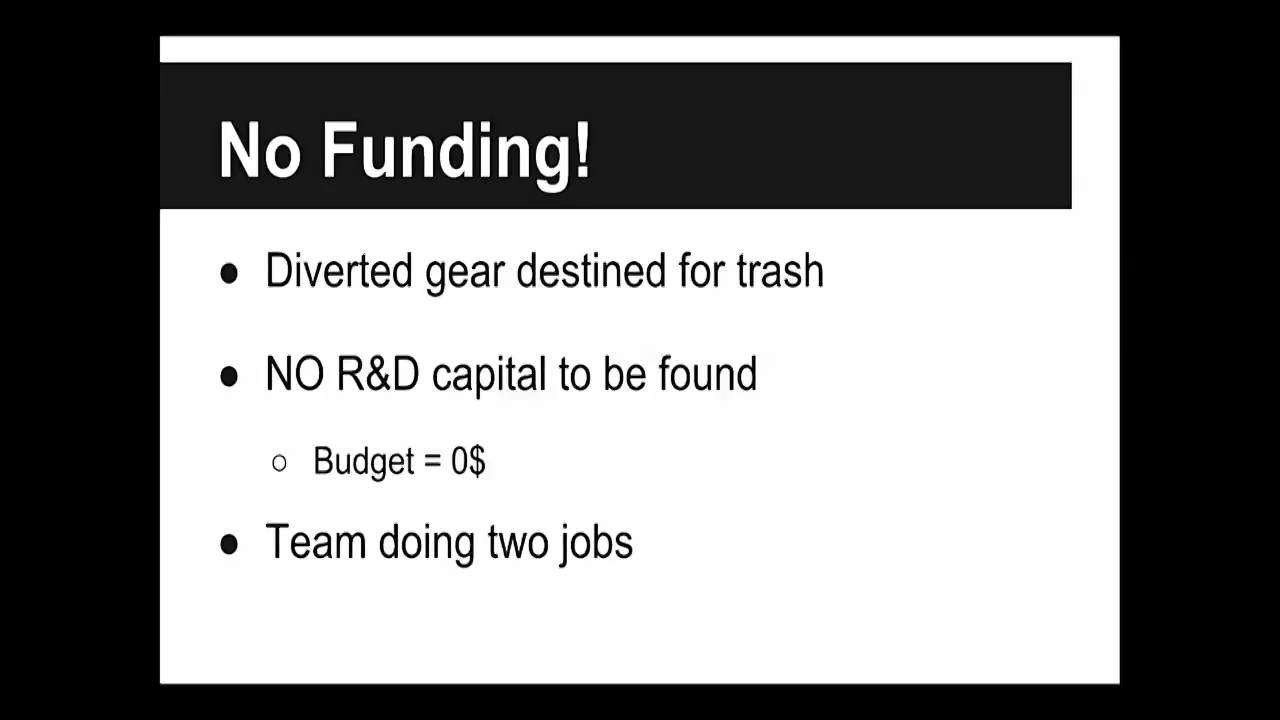 No Funding!
● Diverted gear destined for trash
● NO R&D capital to be found
○ Budget = 0$
● Team doing two jobs